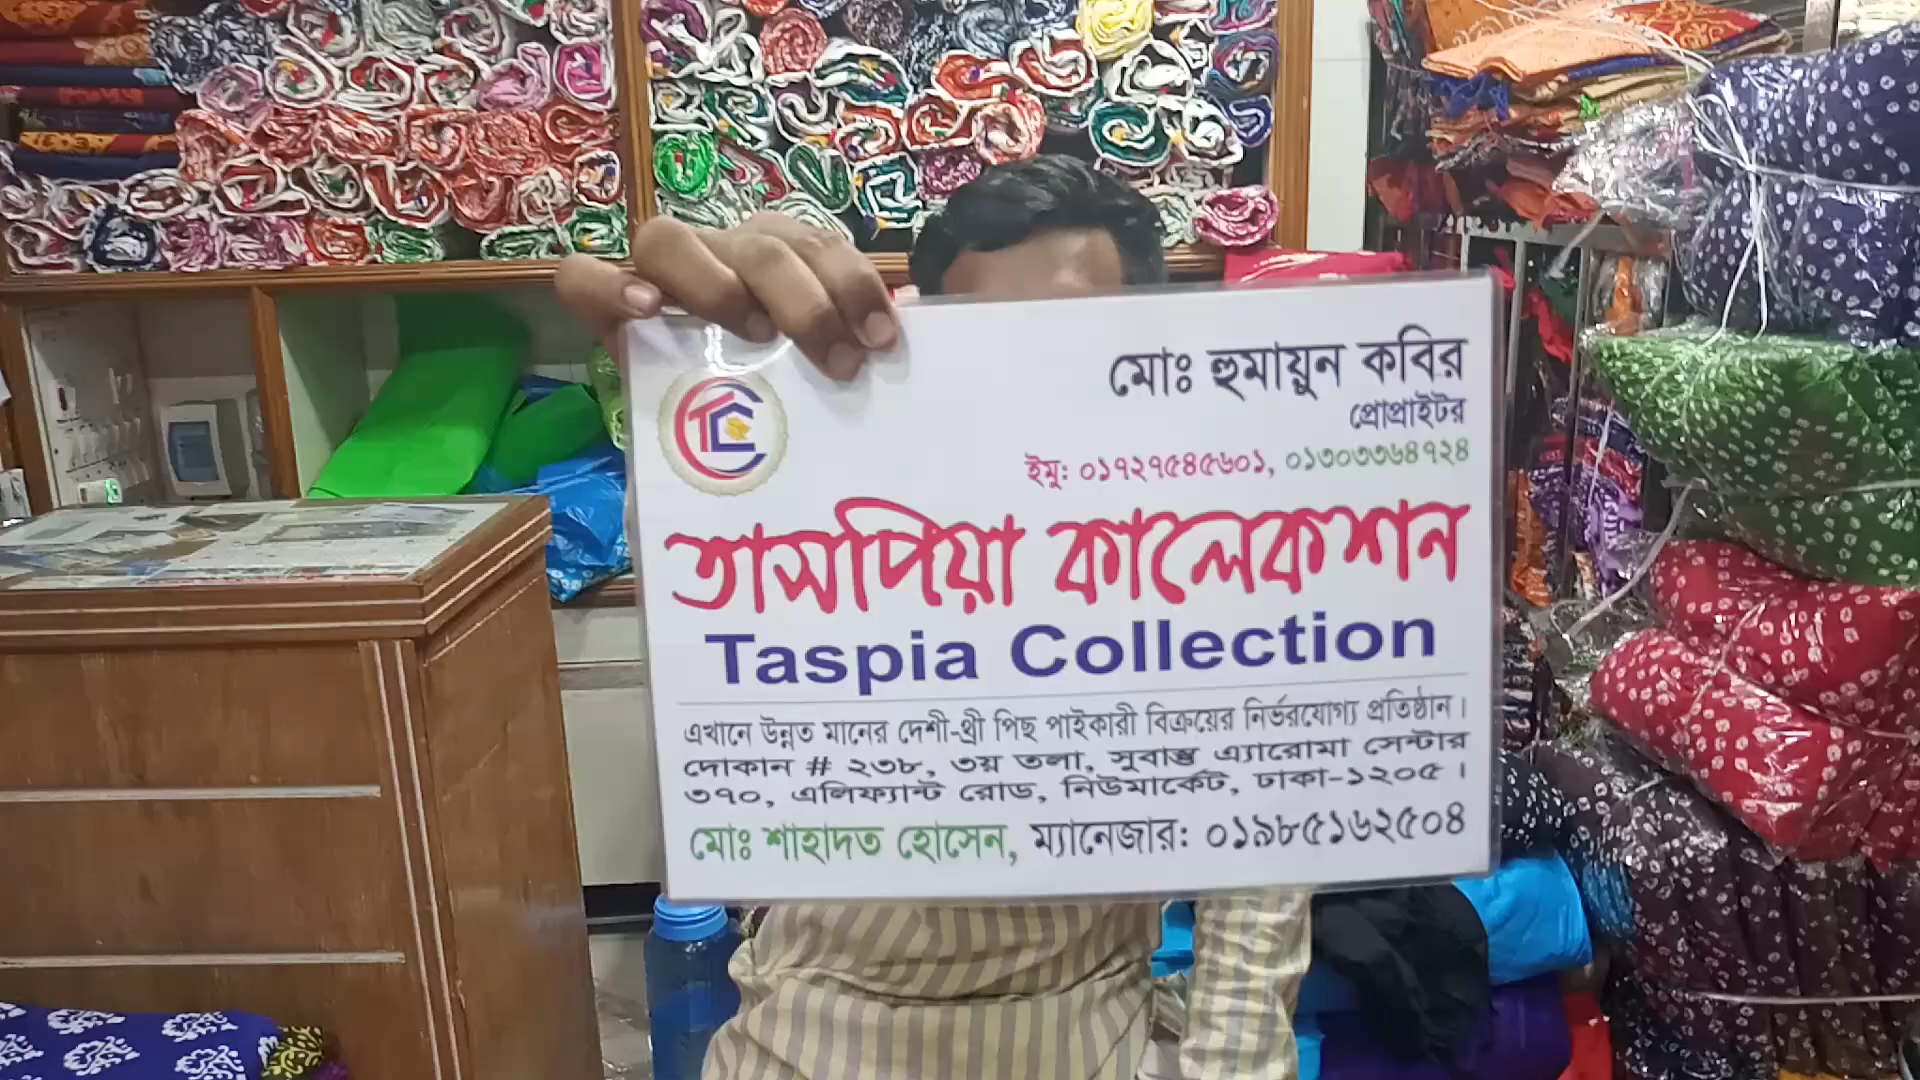 মোঃ হুমায়ুন কবির
প্রোপ্রাইটর
ইমু: ০১৭২৭৫৪৫৬০১, ০১৩০৩৩৬৪৭২৪
TC
তাসপিয়া কালেকশন
Taspia Collection
এখানে উন্নত মানের দেশী-থ্রী পিছ পাইকারী বিক্রয়ের নির্ভরযোগ্য প্রতিষ্ঠান।
দোকান # ২৩৮, ৩য় তলা, সুবাস্তু এ্যারোমা সেন্টার
৩৭০, এলিফ্যান্ট রোড, নিউমার্কেট, ঢাকা-১২০৫ ।
মোঃ শাহাদত হোসেন, ম্যানেজার: ০১৯৮৫১৬২৫০৪